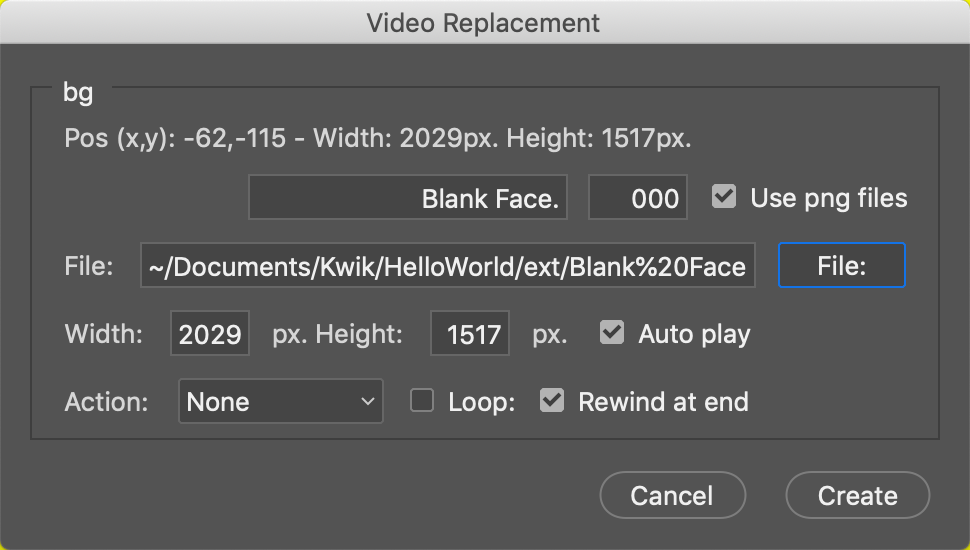 Video Replacement
bg
Pos (x,y): -62,-115 - Width: 2029px. Height: 1517px.
Blank Face. 000 Use png files
File: ~/Documents/Kwik/HelloWorld/ext/Blank%20Face File:
Width: 2029 px. Height: 1517 px. Auto play
Action: None Loop: Rewind at end
Cancel Create